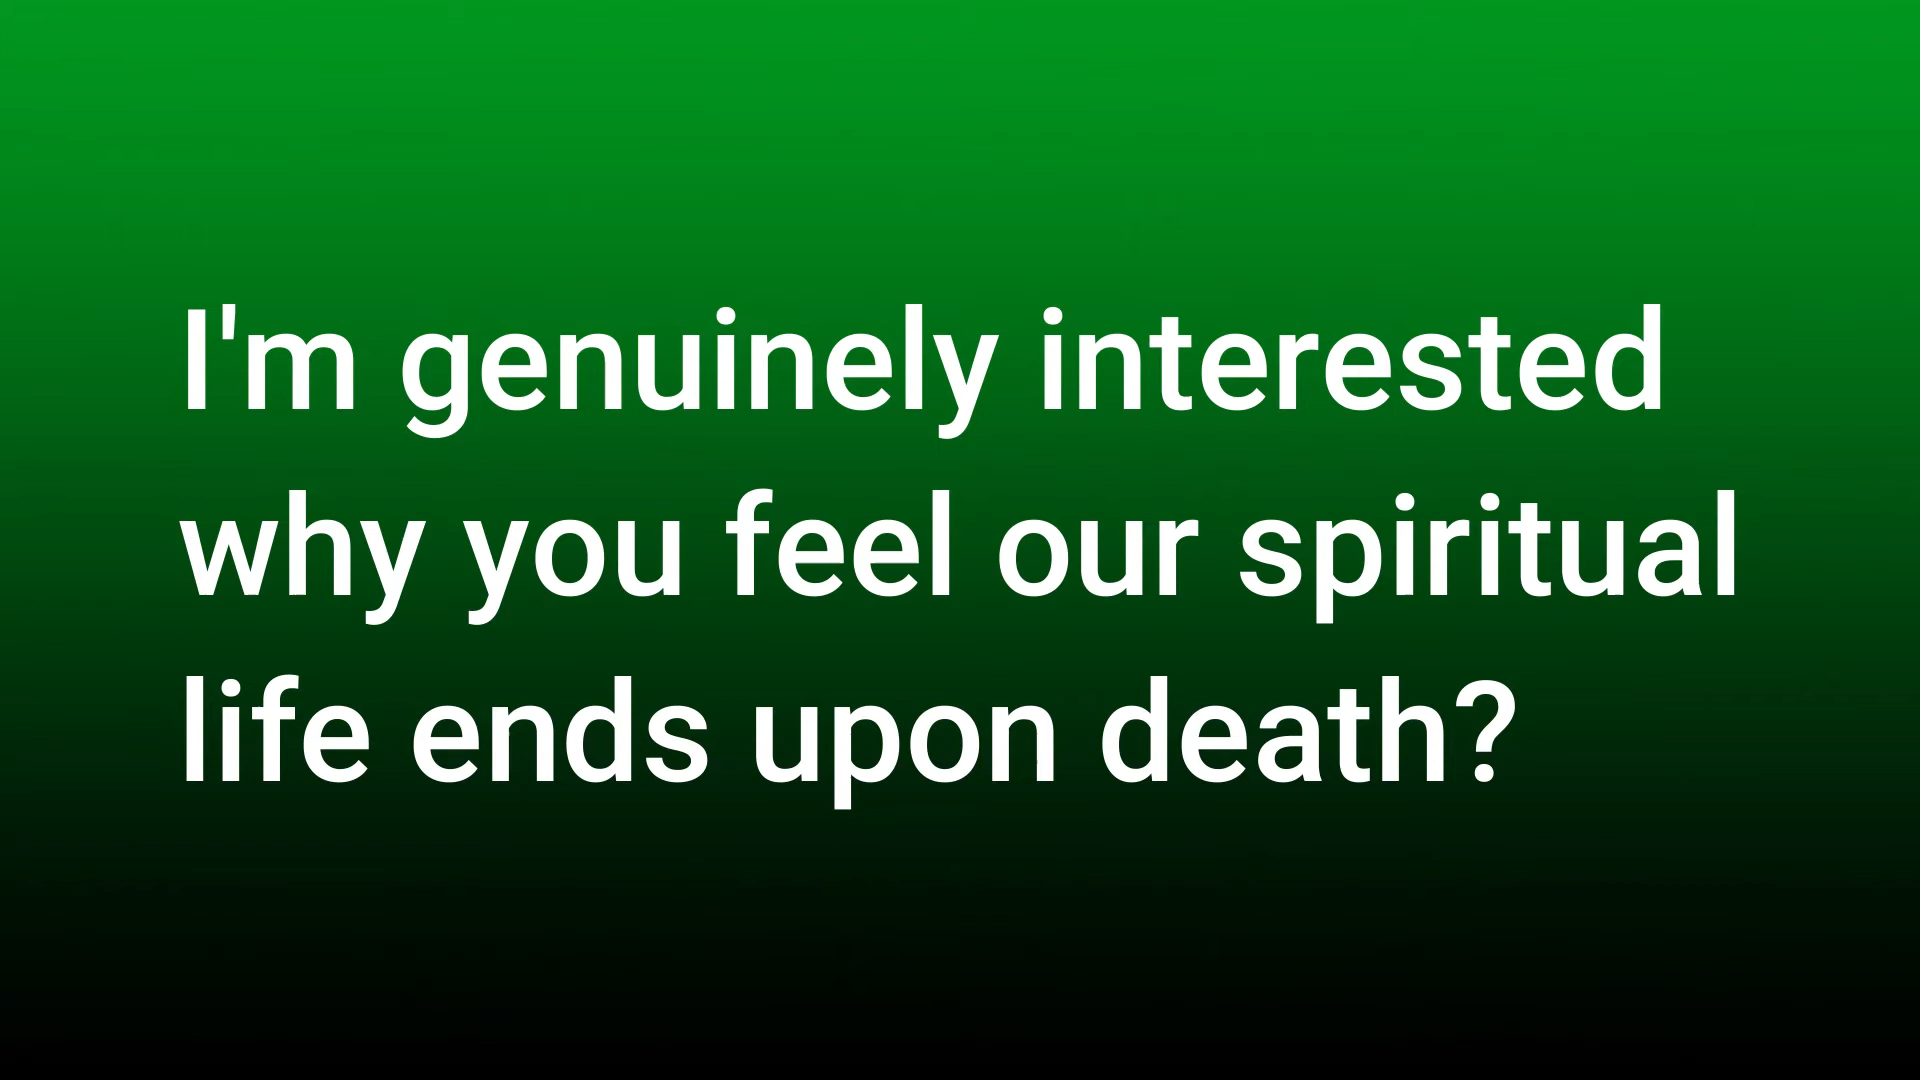 I'm genuinely interested
why you feel our spiritual
life ends upon death?